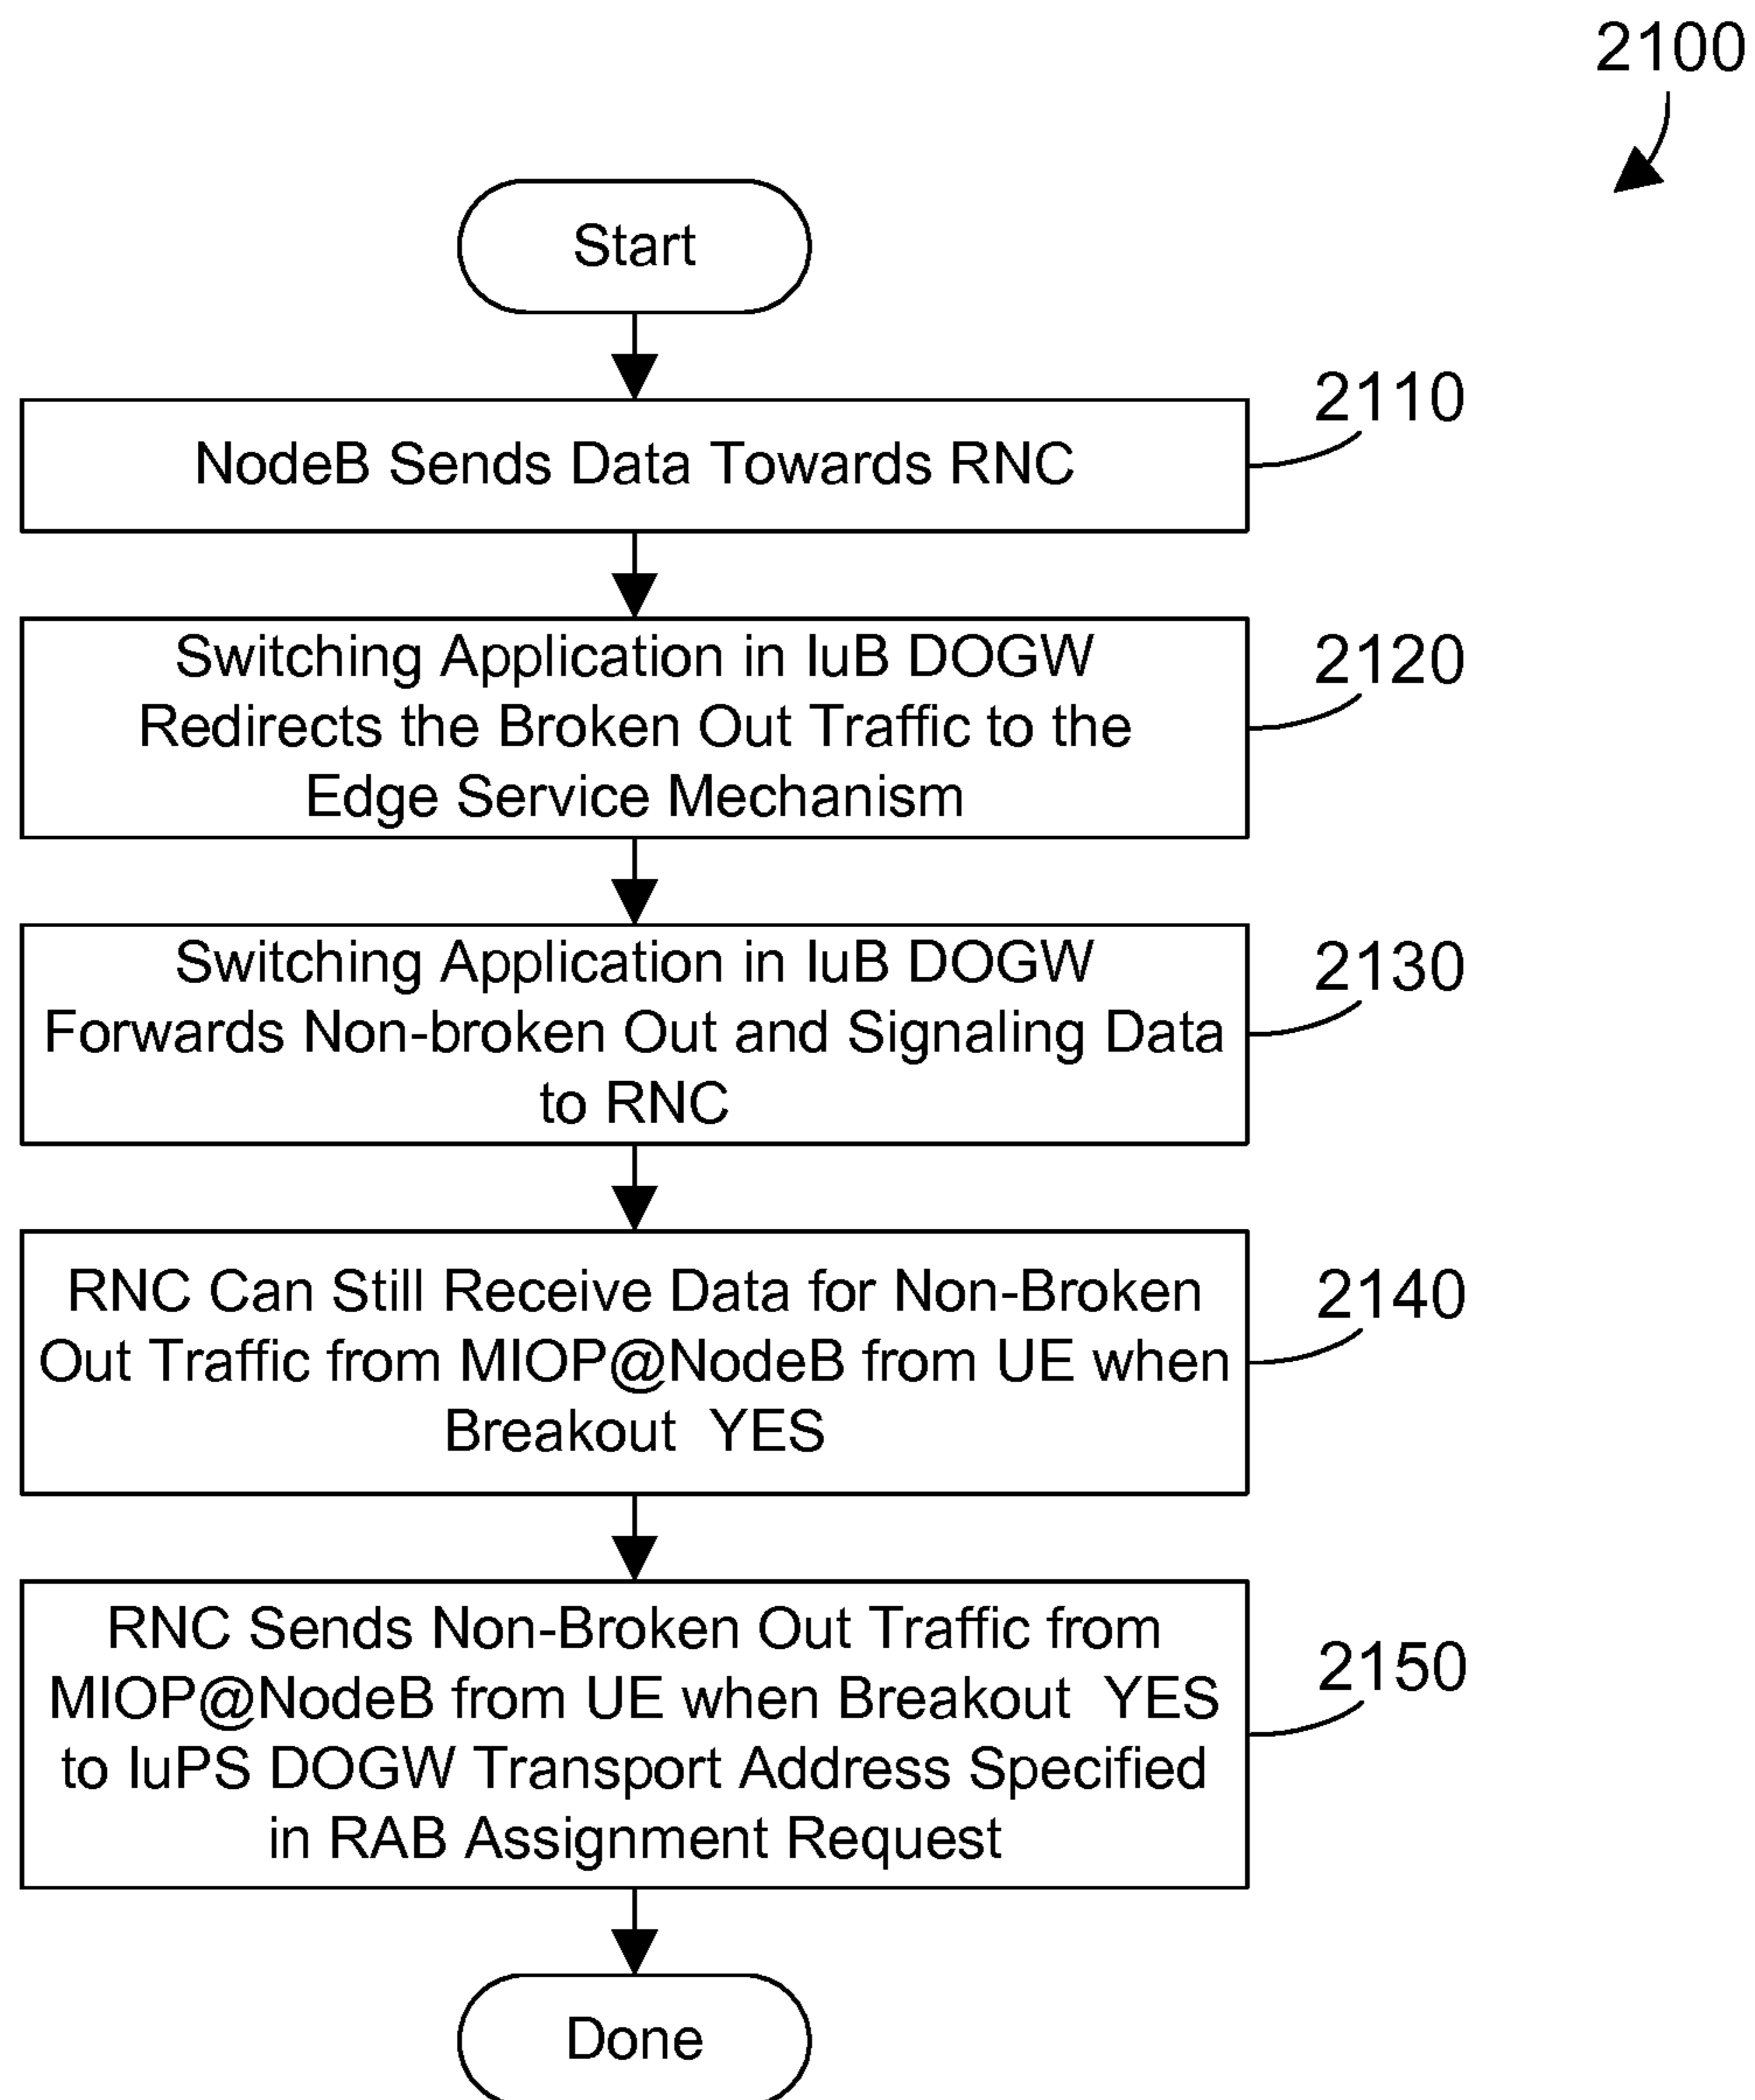 2100
Start
NodeB Sends Data Towards RNC
2110
Switching Application in IuB DOGW
Redirects the Broken Out Traffic to the
Edge Service Mechanism
2120
Switching Application in IuB DOGW
Forwards Non-broken Out and Signaling Data
to RNC
2130
RNC Can Still Receive Data for Non-Broken
Out Traffic from MIOP@NodeB from UE when
Breakout  YES
2140
RNC Sends Non-Broken Out Traffic from
MIOP@NodeB from UE when Breakout  YES
to IuPS DOGW Transport Address Specified
in RAB Assignment Request
2150
Done